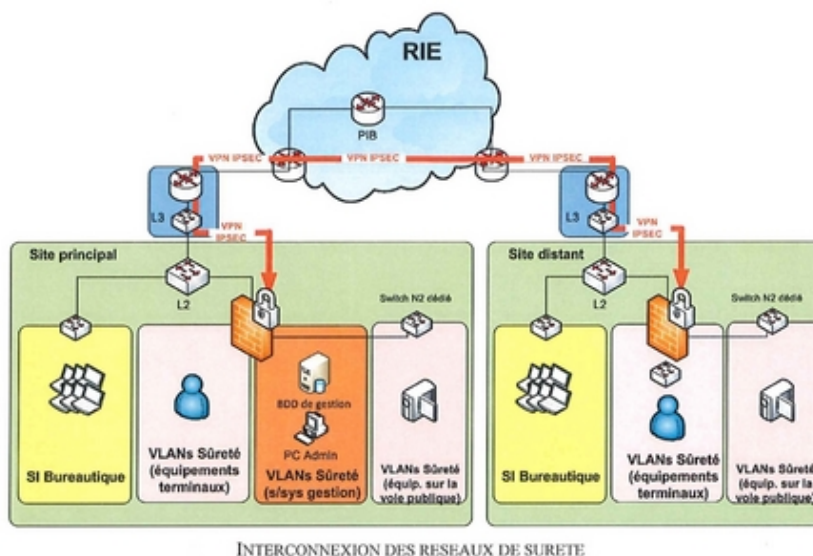 RIE
PIB
VPN IPSEC
VPN IPSEC
VPN IPSEC
L3
VPN
IPSEC
L3
VPN
IPSEC
Site principal
L2
Switch N2 dédié
SI Bureautique
VLANs Sûreté
(équipements
terminaux)
BDD de gestion
PC Admin
VLANs Sûreté
(s/sys gestion)
VLANs Sûreté
(équip. sur la
voie publique)
Site distant
L2
Switch N2 dédié
SI Bureautique
VLANs Sûreté
(équipements
terminaux)
VLANs Sûreté
(équip. sur la
voie publique)
INTERCONNEXION DES RESEAUX DE SURETE